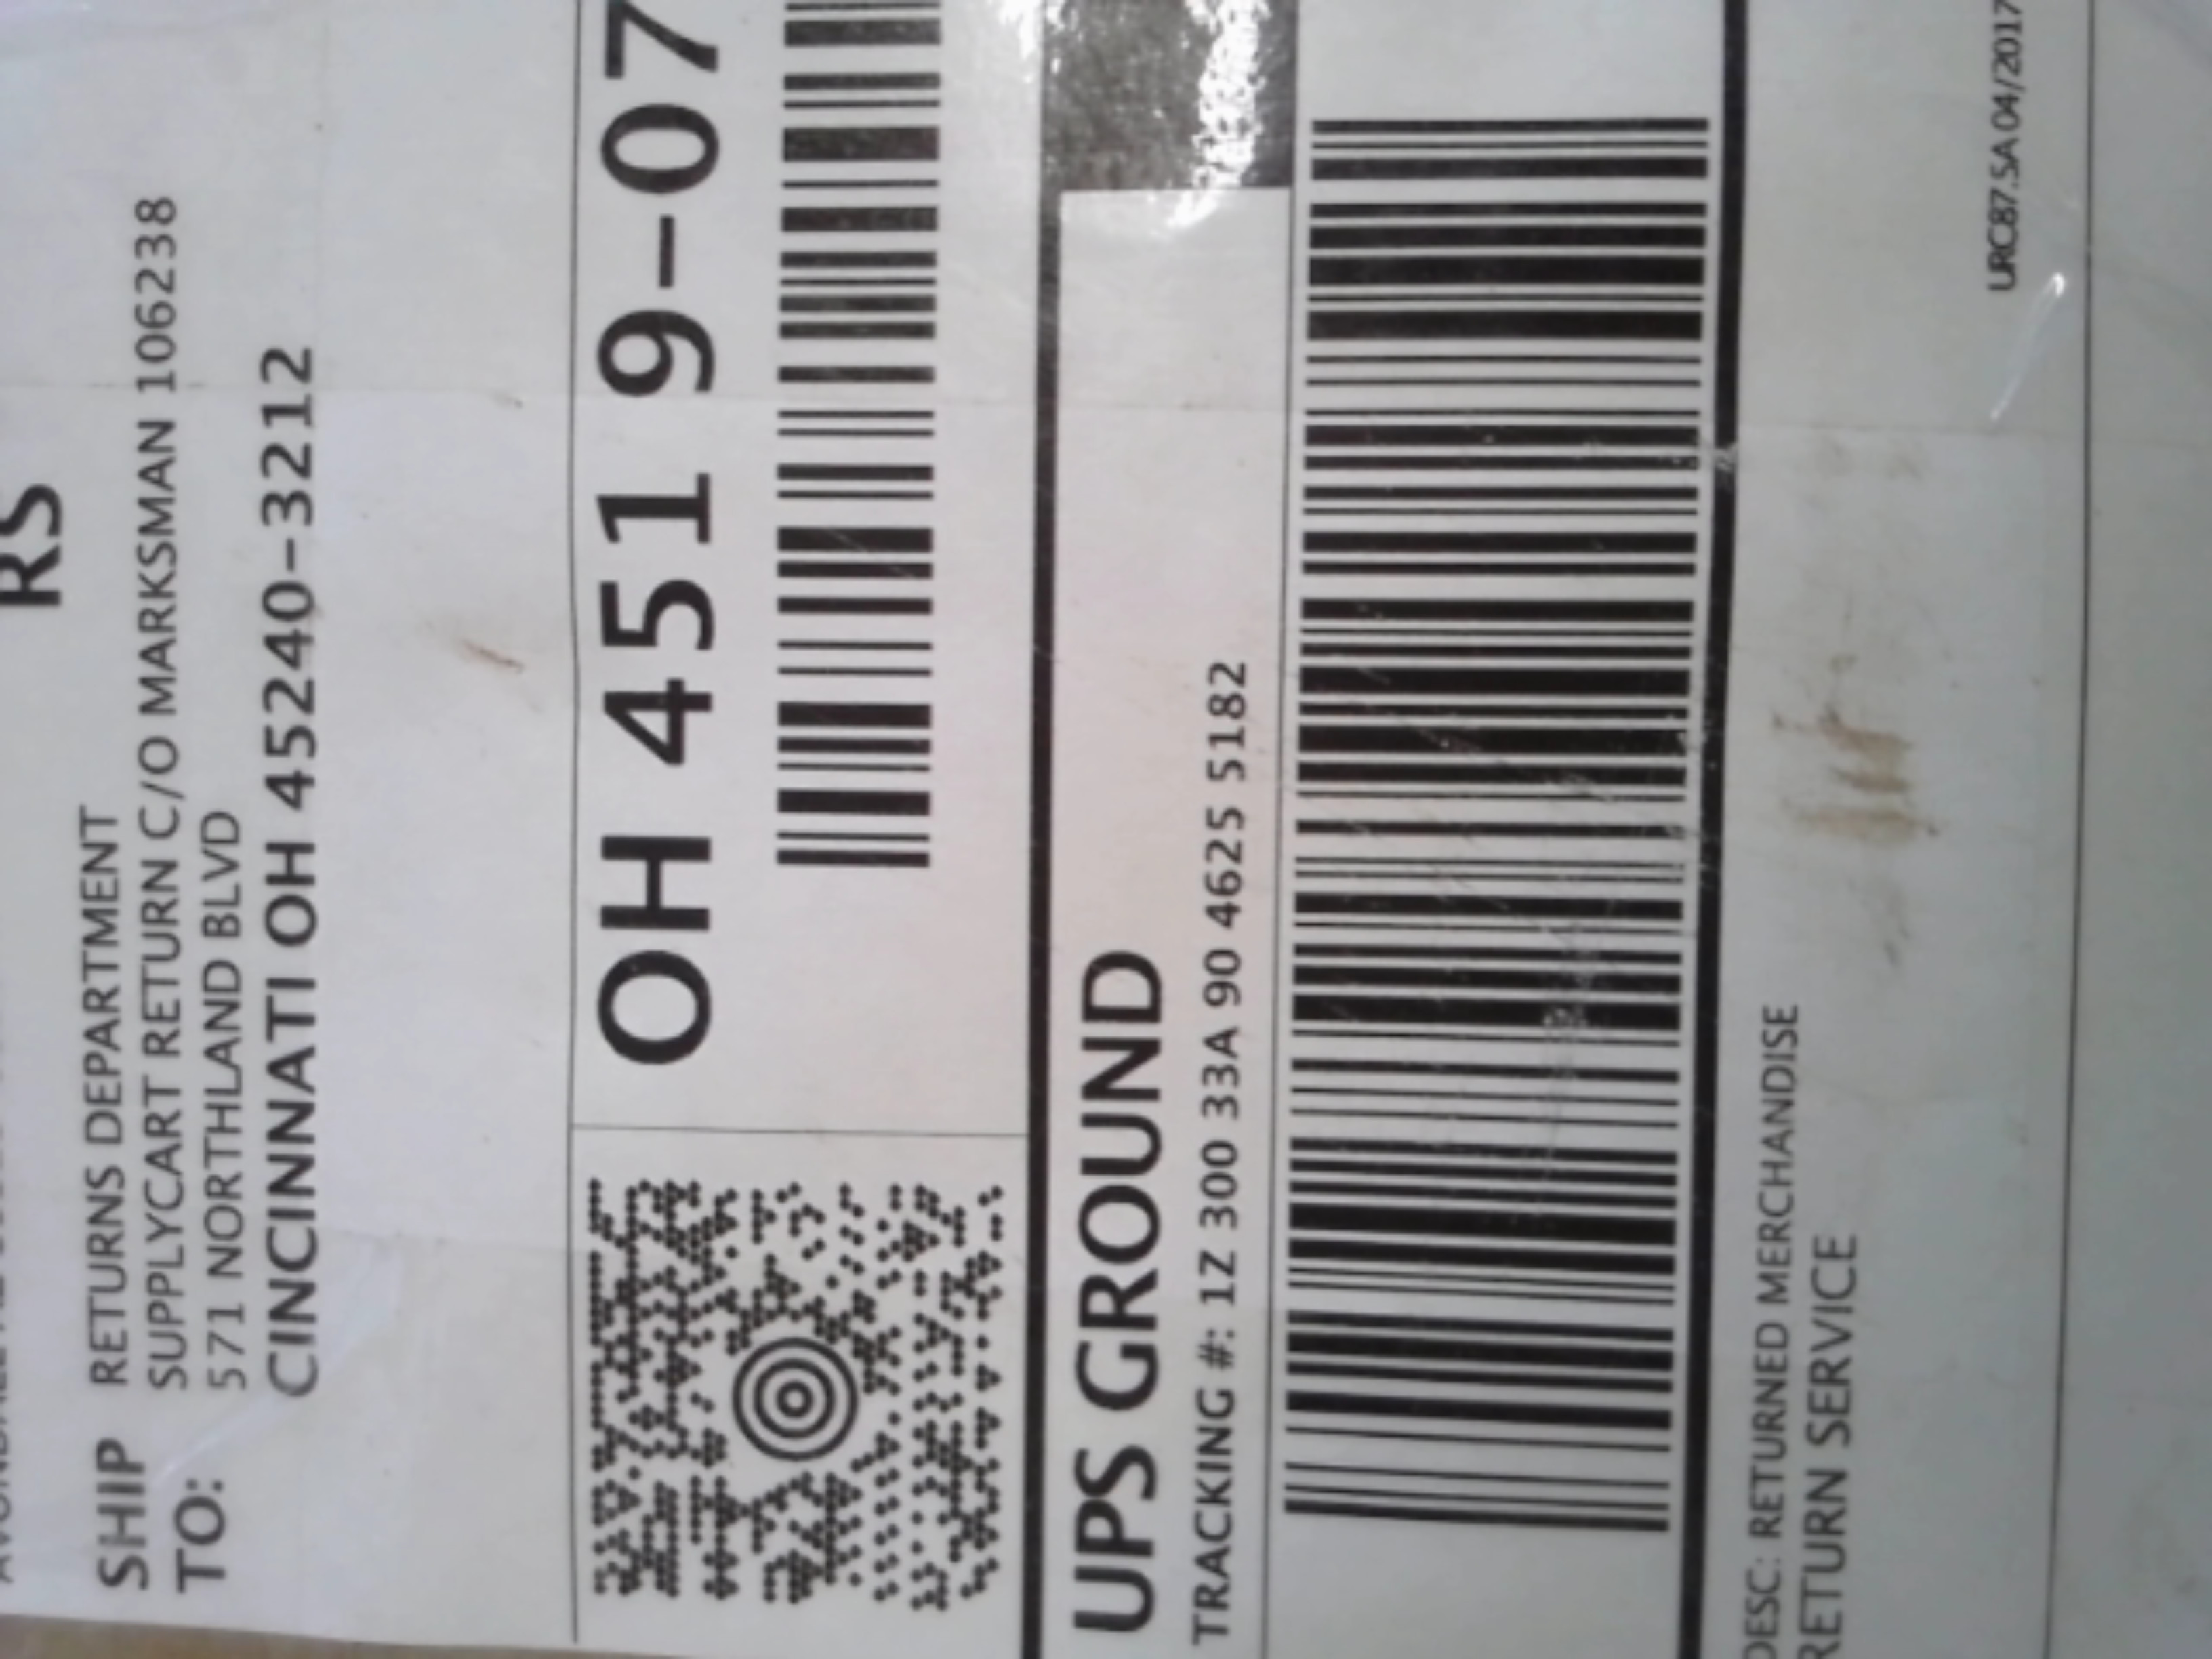 RS
SHIP
TO:
RETURNS DEPARTMENT
SUPPLYCART RETURN C/O MARKSMAN 106238
571 NORTHLAND BLVD
CINCINNATI OH 45240-3212
OH 451 9-07
UPS GROUND
TRACKING #: 1Z 300 33A 90 4625 5182
DESC: RETURNED MERCHANDISE
RETURN SERVICE
URC87.5A 04/2017